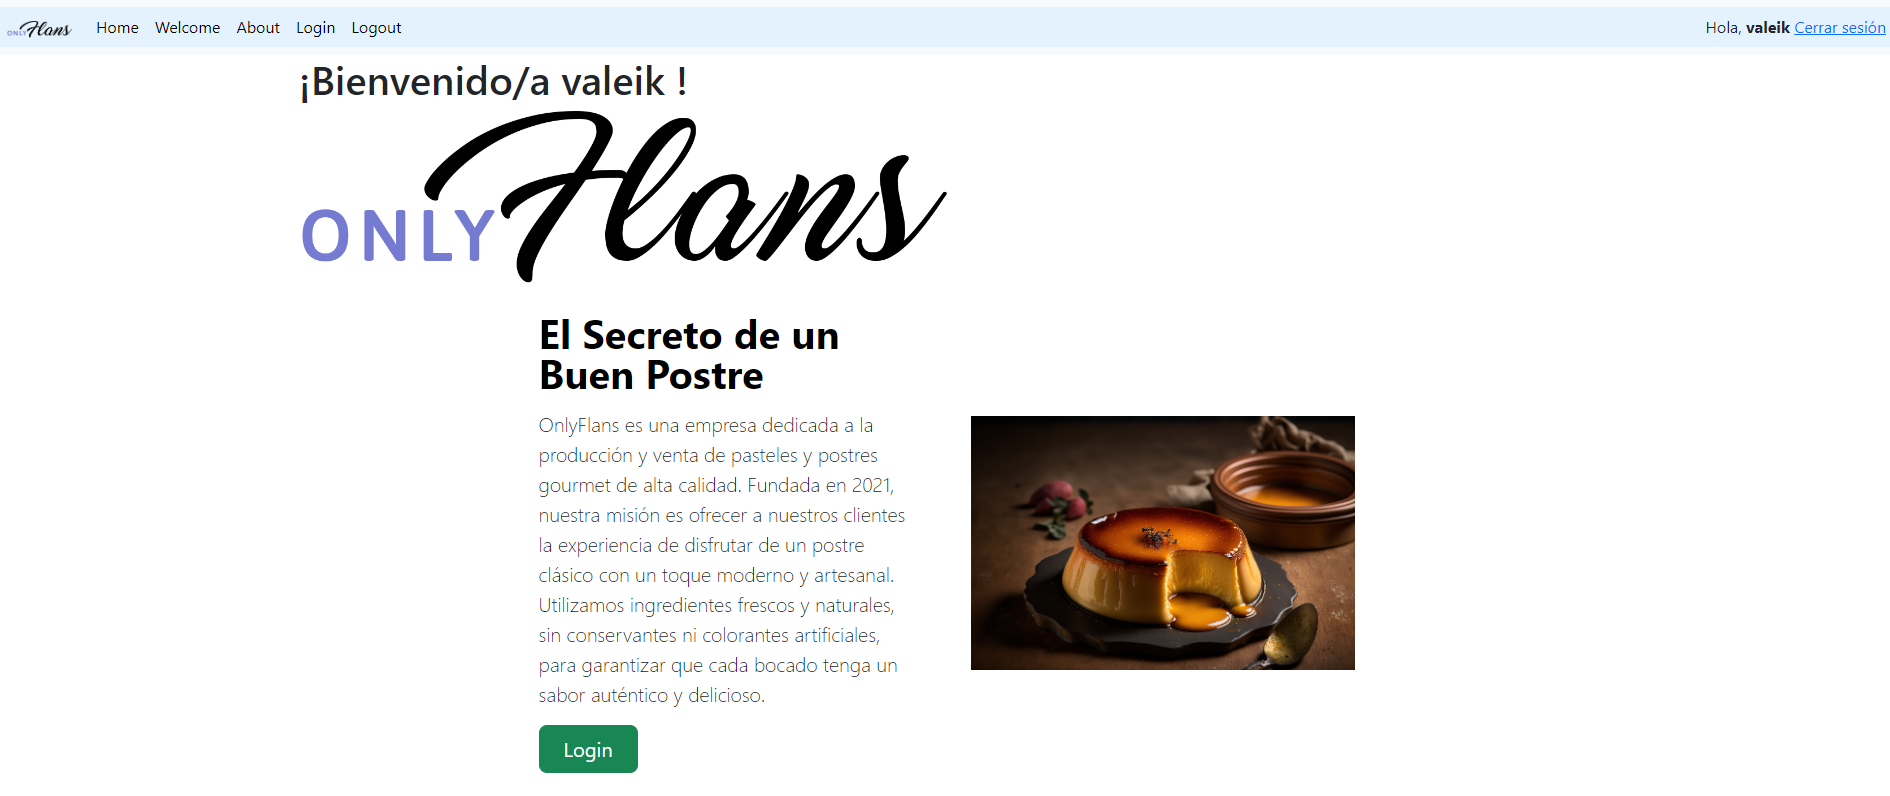 ONLY Flans Home Welcome About Login Logout Hola, valeik Cerrar sesión
¡Bienvenido/a valeik !
ONLY Flans
El Secreto de un
Buen Postre
OnlyFlans es una empresa dedicada a la
producción y venta de pasteles y postres
gourmet de alta calidad. Fundada en 2021,
nuestra misión es ofrecer a nuestros clientes
la experiencia de disfrutar de un postre
clásico con un toque moderno y artesanal.
Utilizamos ingredientes frescos y naturales,
sin conservantes ni colorantes artificiales,
para garantizar que cada bocado tenga un
sabor auténtico y delicioso.
Login